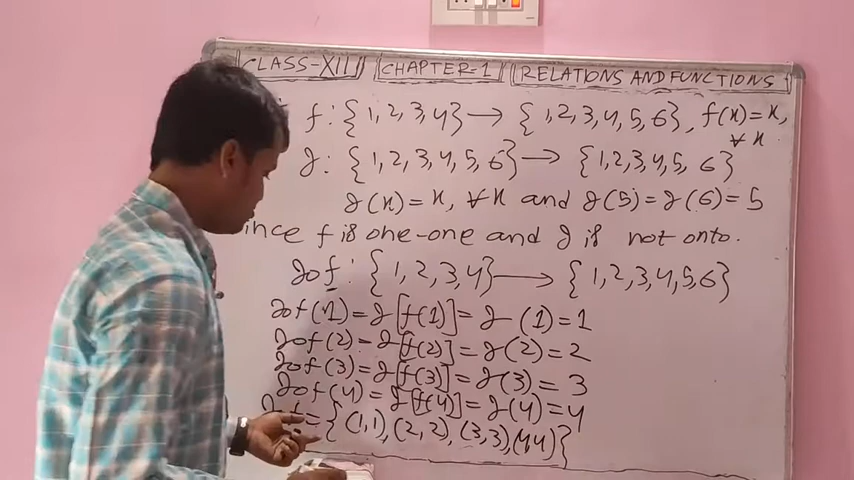 CLASS-XII CHAPTER-1 RELATIONS AND FUNCTIONS
f: {1,2,3,4} → {1,2,3,4,5,6}, f(x)=x,
∀x
g: {1,2,3,4,5,6} → {1,2,3,4,5,6}
g(x)=x, ∀x and g(5)=g(6)=5
ince f is one-one and g is not onto.
gof: {1,2,3,4} → {1,2,3,4,5,6}
gof(1)=g[f(1)]=g(1)=1
gof(2)=g[f(2)]=g(2)=2
gof(3)=g[f(3)]=g(3)=3
gof(4)=g[f(4)]=g(4)=4
={(1,1),(2,2),(3,3),(4,4)}